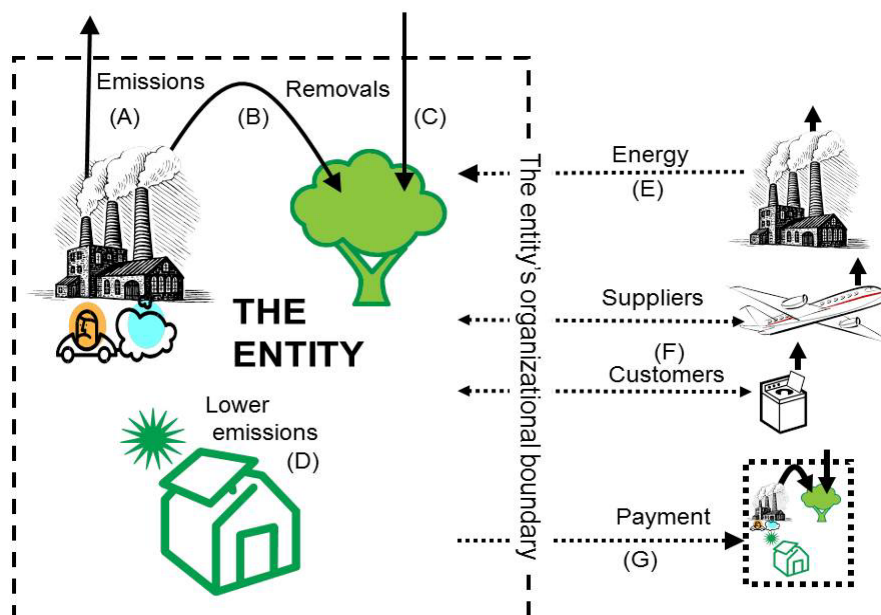 Emissions
(A)
(B)
Removals
(C)
THE
ENTITY
Lower
emissions
(D)
The entity's organizational boundary
Energy
(E)
Suppliers
(F)
Customers
Payment
(G)